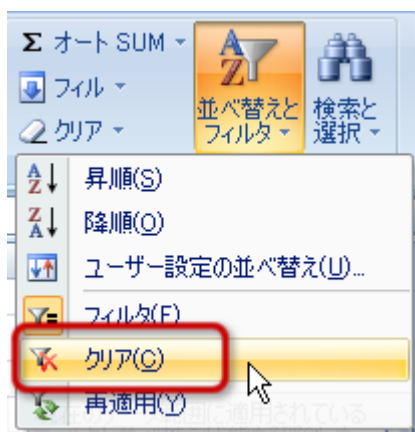 Σ オート SUM
フィル
クリア
並べ替えと
フィルタ
検索と
選択
昇順(S)
降順(O)
ユーザー設定の並べ替え(U)...
フィルタ(F)
クリア(C)
再適用(Y)